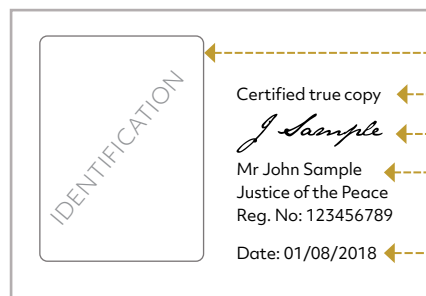 IDENTIFICATION
Certified true copy
J Sample
Mr John Sample
Justice of the Peace
Reg. No: 123456789
Date: 01/08/2018